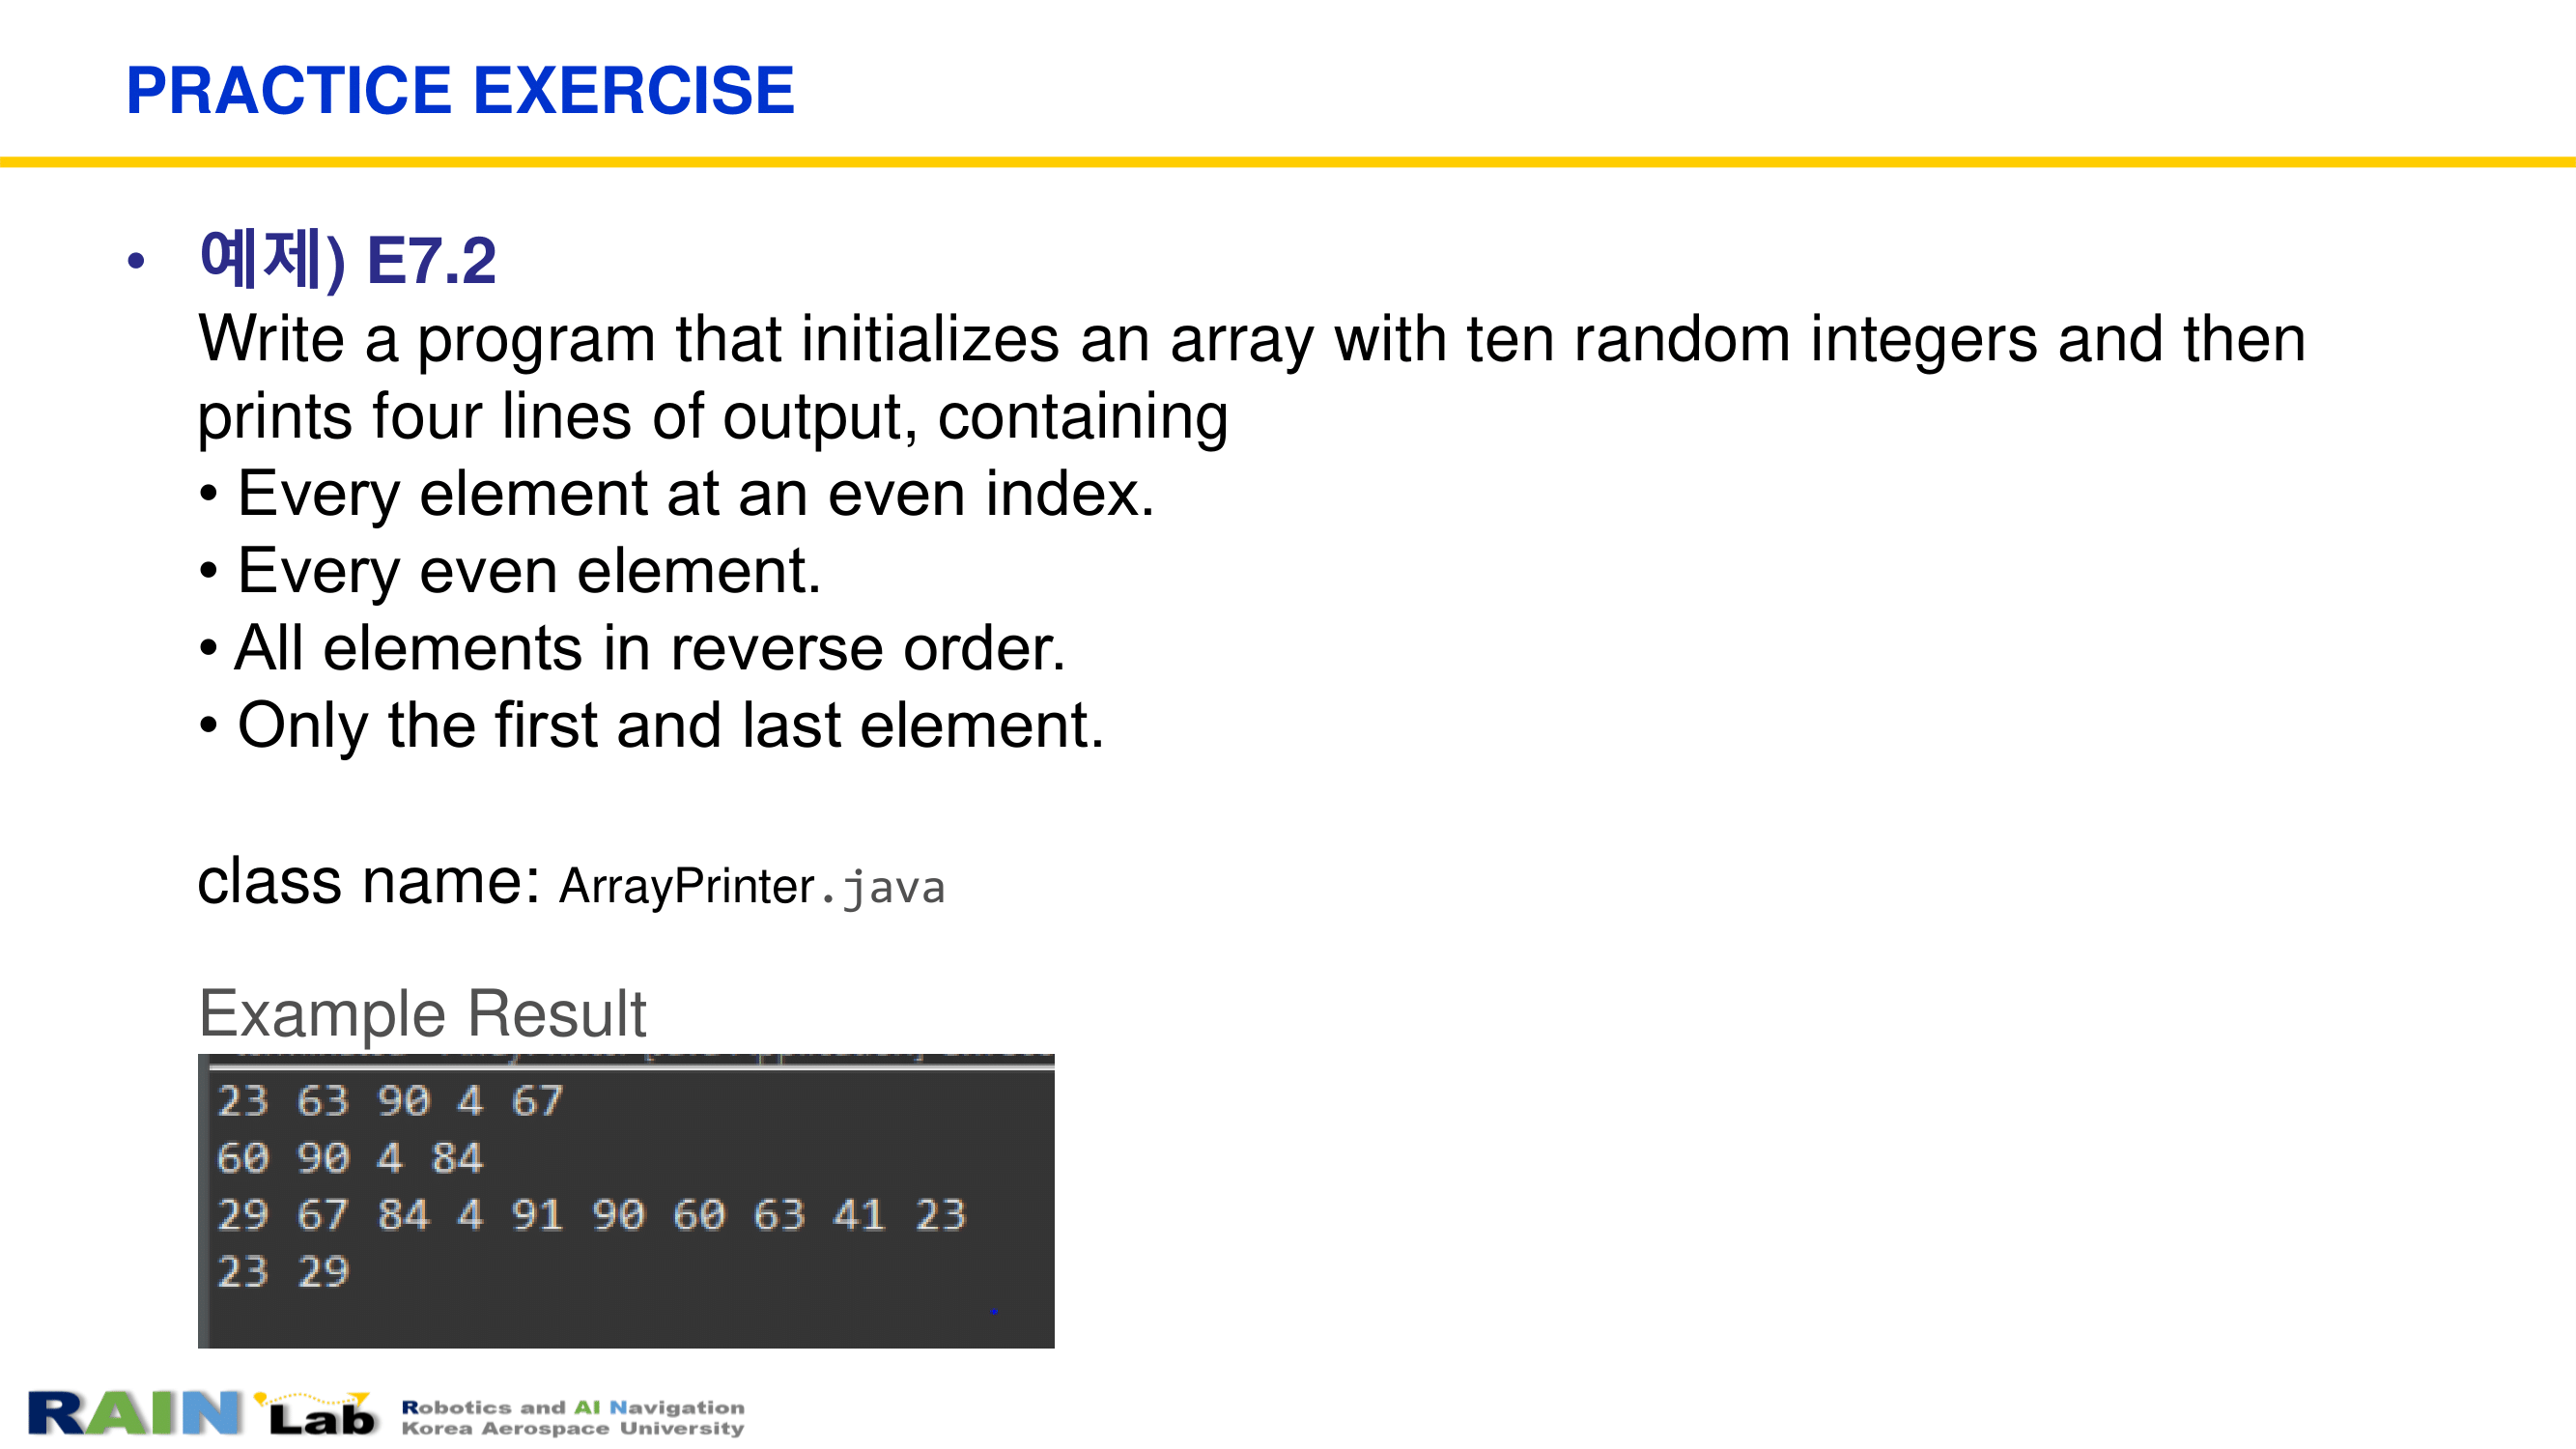 PRACTICE EXERCISE
• 예제) E7.2
Write a program that initializes an array with ten random integers and then
prints four lines of output, containing
• Every element at an even index.
• Every even element.
• All elements in reverse order.
• Only the first and last element.
class name: ArrayPrinter.java
Example Result
23 63 90 4 67
60 90 4 84
29 67 84 4 91 90 60 63 41 23
23 29
RAIN Lab
Robotics and AI Navigation
Korea Aerospace University